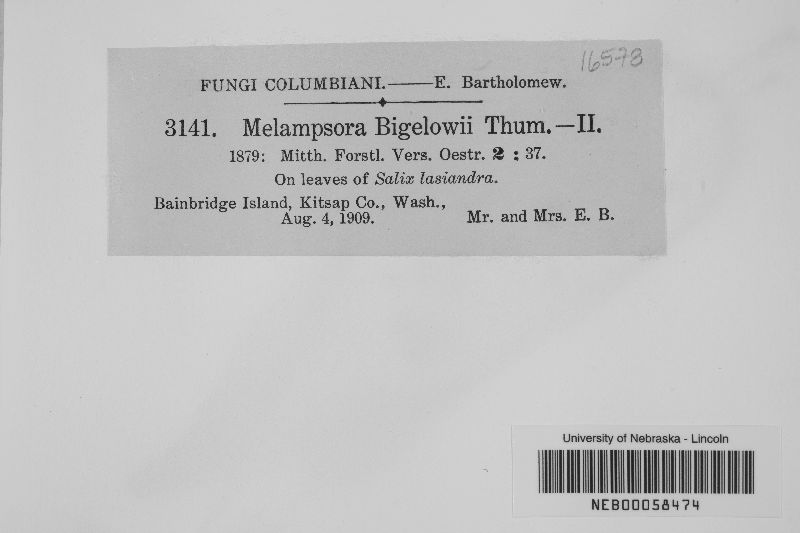 16578
FUNGI COLUMBIANI.——E. Bartholomew.
3141. Melampsora Bigelowii Thum.—II.
1879: Mitth. Forstl. Vers. Oestr. 2 : 37.
On leaves of Salix lasiandra.
Bainbridge Island, Kitsap Co., Wash.,
Aug. 4, 1909. Mr. and Mrs. E. B.
University of Nebraska - Lincoln
NEB00058474